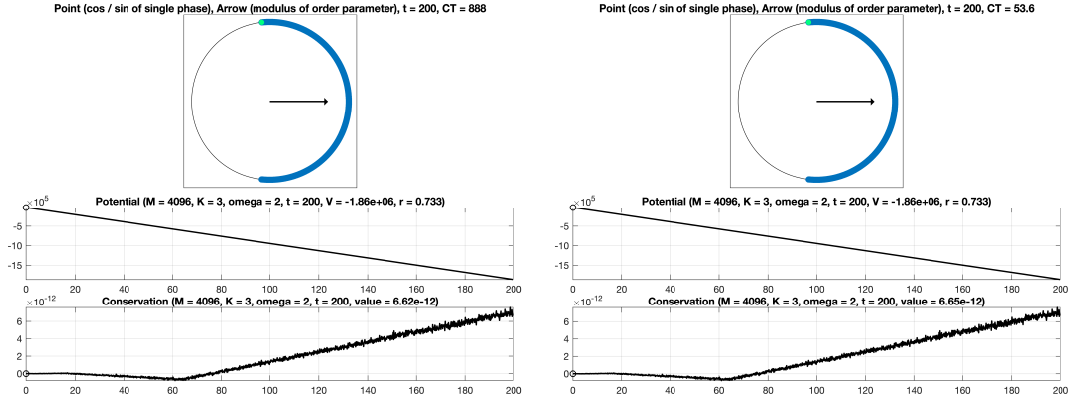 Point (cos / sin of single phase), Arrow (modulus of order parameter), t = 200, CT = 888
Potential (M = 4096, K = 3, omega = 2, t = 200, V = -1.86e+06, r = 0.733)
×10^5
-5
-10
-15
0 20 40 60 80 100 120 140 160 180 200
Conservation (M = 4096, K = 3, omega = 2, t = 200, value = 6.62e-12)
×10^-12
6
4
2
0
0 20 40 60 80 100 120 140 160 180 200
Point (cos / sin of single phase), Arrow (modulus of order parameter), t = 200, CT = 53.6
Potential (M = 4096, K = 3, omega = 2, t = 200, V = -1.86e+06, r = 0.733)
×10^5
-5
-10
-15
0 20 40 60 80 100 120 140 160 180 200
Conservation (M = 4096, K = 3, omega = 2, t = 200, value = 6.65e-12)
×10^-12
6
4
2
0
0 20 40 60 80 100 120 140 160 180 200